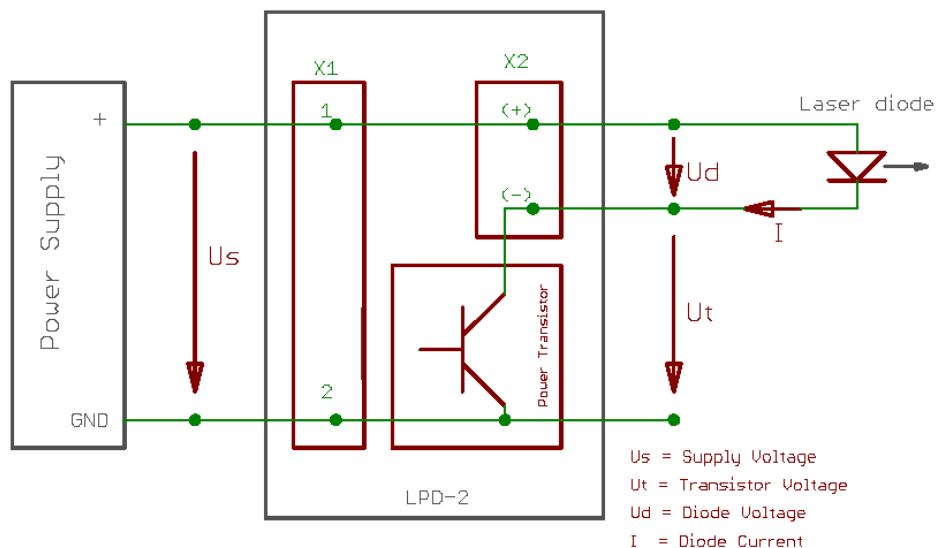 X1
X2
Laser diode
+
1
(+)
Ud
(-)
I
Power Supply
Us
Power Transistor
Ut
2
GND
LPD-2
Us = Supply Voltage
Ut = Transistor Voltage
Ud = Diode Voltage
I = Diode Current